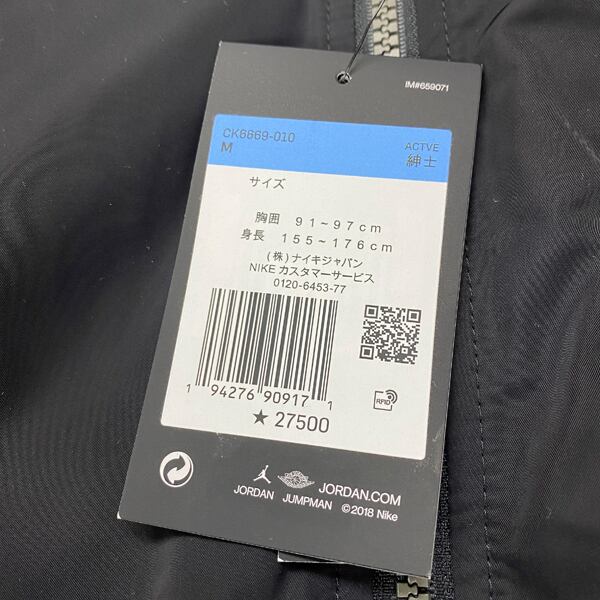 IM#659071
CK6669-010
M
ACTVE
紳士
サイズ
胸囲 91~97cm
身長 155~176cm
(株)ナイキジャパン
NIKE カスタマーサービス
0120-6453-77
1 94276 90917 1
RFID
★27500
JORDAN JUMPMAN
JORDAN.COM
©2018 Nike